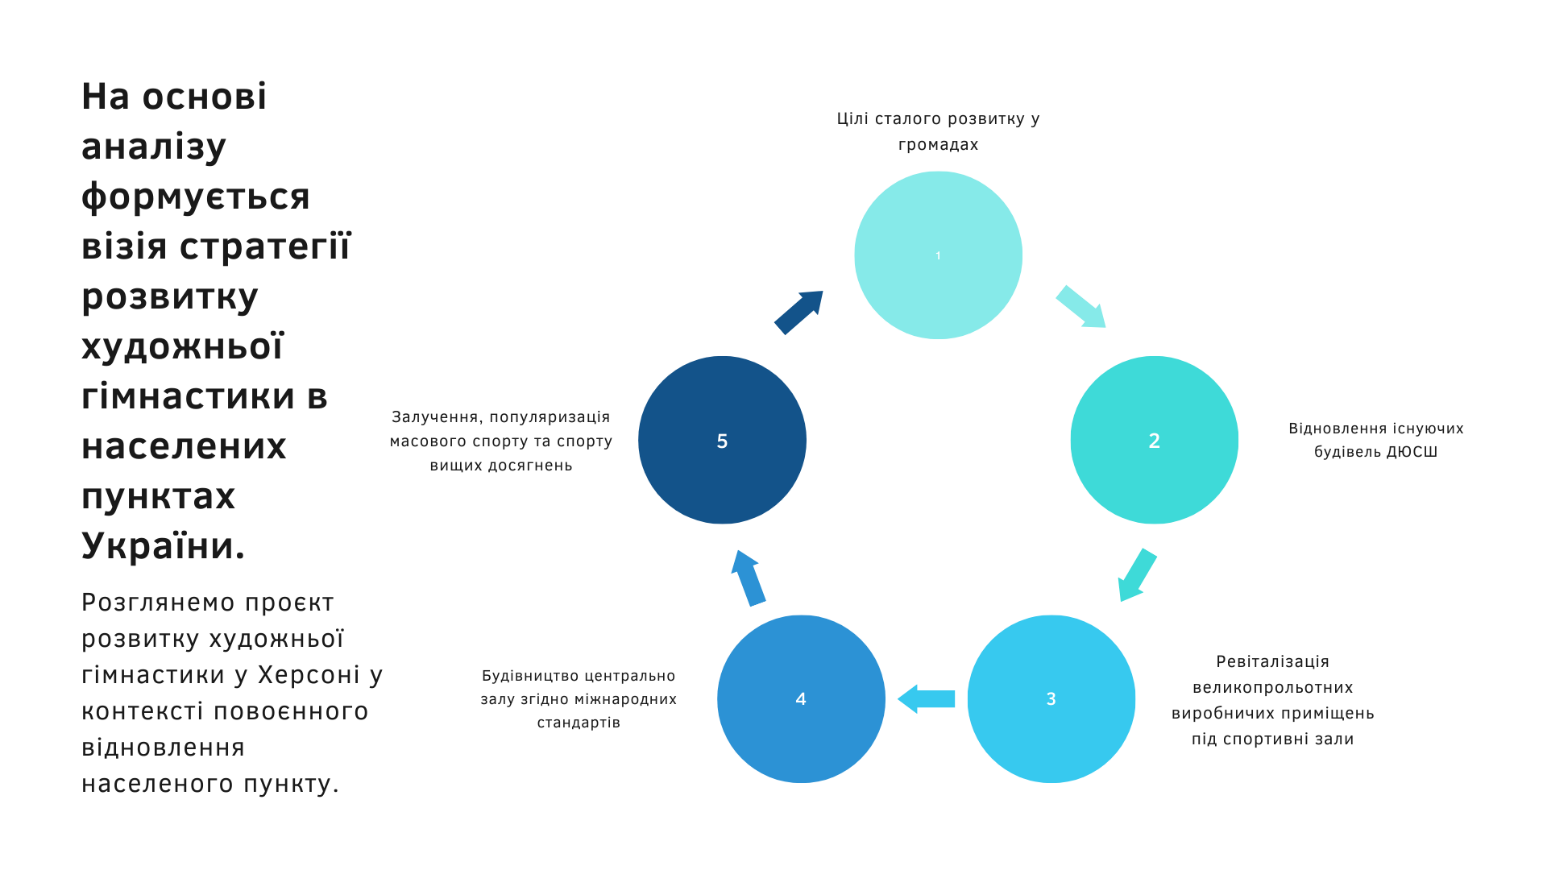 На основі
аналізу
формується
візія стратегії
розвитку
художньої
гімнастики в
населених
пунктах
України.
Розглянемо проєкт
розвитку художньої
гімнастики у Херсоні у
контексті повоєнного
відновлення
населеного пункту.
Цілі сталого розвитку у
громадах
1
2
Відновлення існуючих
будівель ДЮСШ
3
Ревіталізація
великопрольотних
виробничих приміщень
під спортивні зали
4
Будівництво центрально
залу згідно міжнародних
стандартів
5
Залучення, популяризація
масового спорту та спорту
вищих досягнень